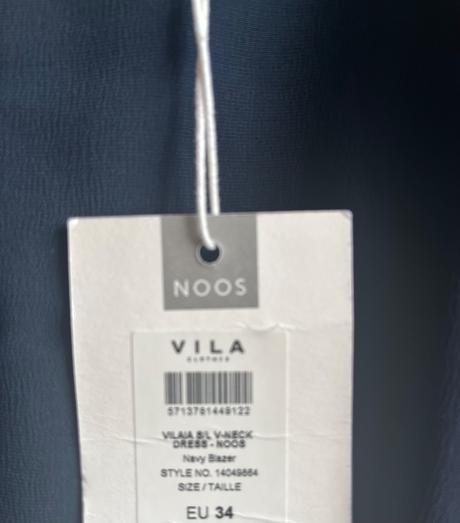 NOOS
VILA
CLOTHES
5713761449122
VILAIA S/L V-NECK
DRESS - NOOS
Navy Blazer
STYLE NO. 14049864
SIZE / TAILLE
EU 34